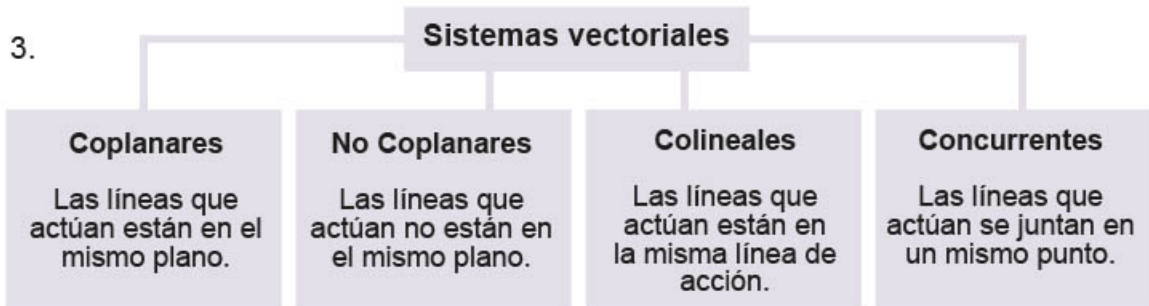 3.
Sistemas vectoriales
Coplanares
Las líneas que
actúan están en el
mismo plano.
No Coplanares
Las líneas que
actúan no están en
el mismo plano.
Colineales
Las líneas que
actúan están en
la misma línea de
acción.
Concurrentes
Las líneas que
actúan se juntan en
un mismo punto.